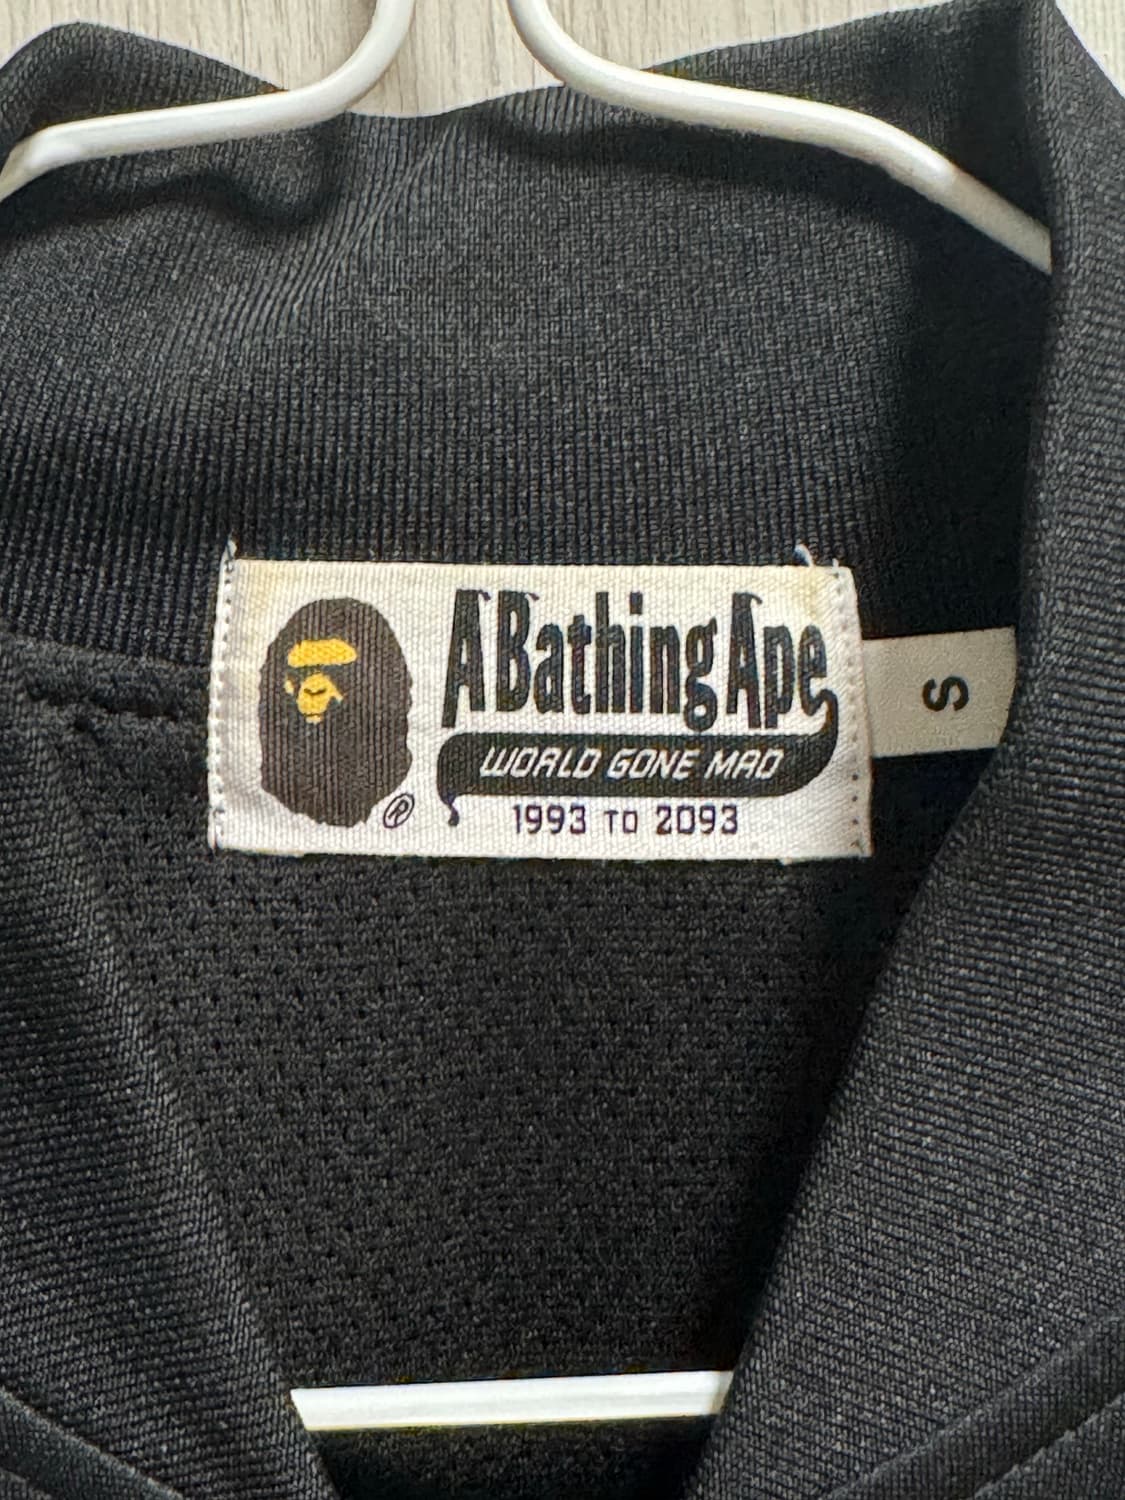 A Bathing Ape
WORLD GONE MAD
1993 TO 2093
®
S